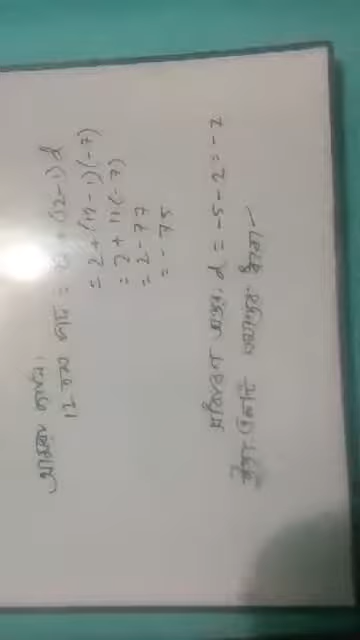 আমরা জানি,
12 তম পদ = a + (12-1) d
= 2 + (12-1) (-7)
= 2 + 11 (-7)
= 2 - 77
= - 75
সাধারণ অন্তর, d = -5 - 2 = -7